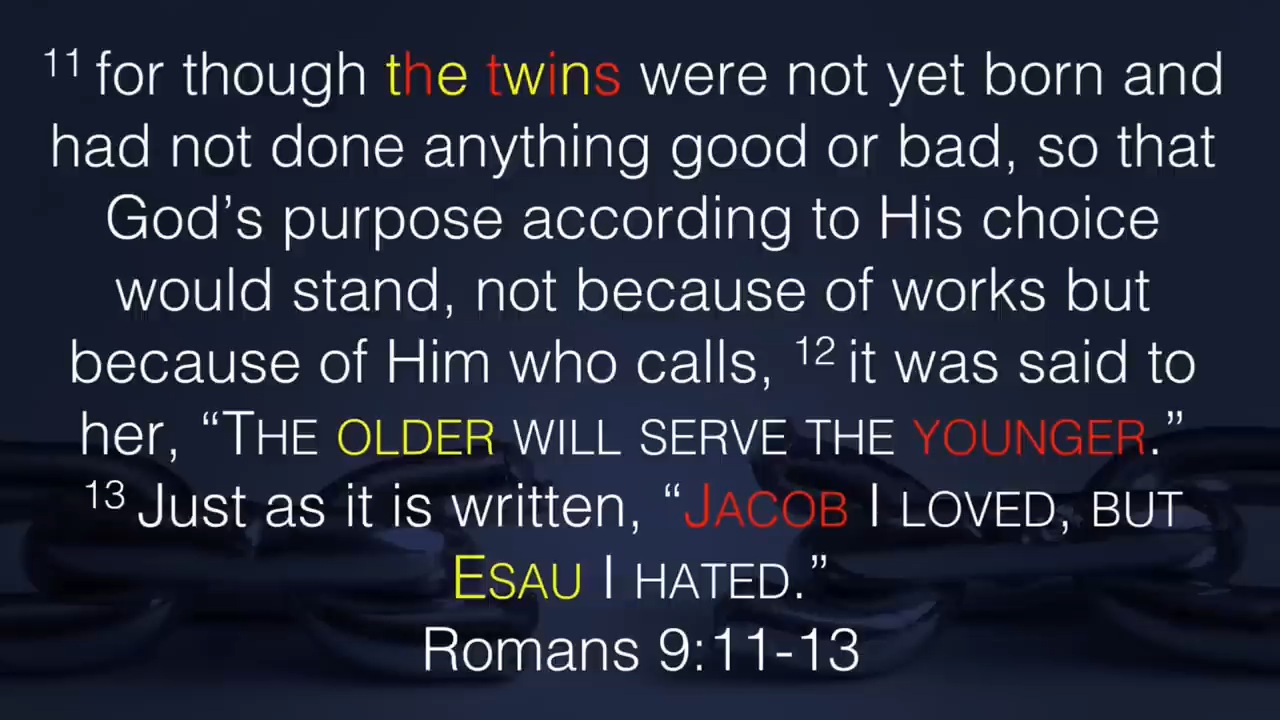 11 for though the twins were not yet born and
had not done anything good or bad, so that
God’s purpose according to His choice
would stand, not because of works but
because of Him who calls, 12 it was said to
her, “THE OLDER WILL SERVE THE YOUNGER.”
13 Just as it is written, “JACOB I LOVED, BUT
ESAU I HATED.”
Romans 9:11-13